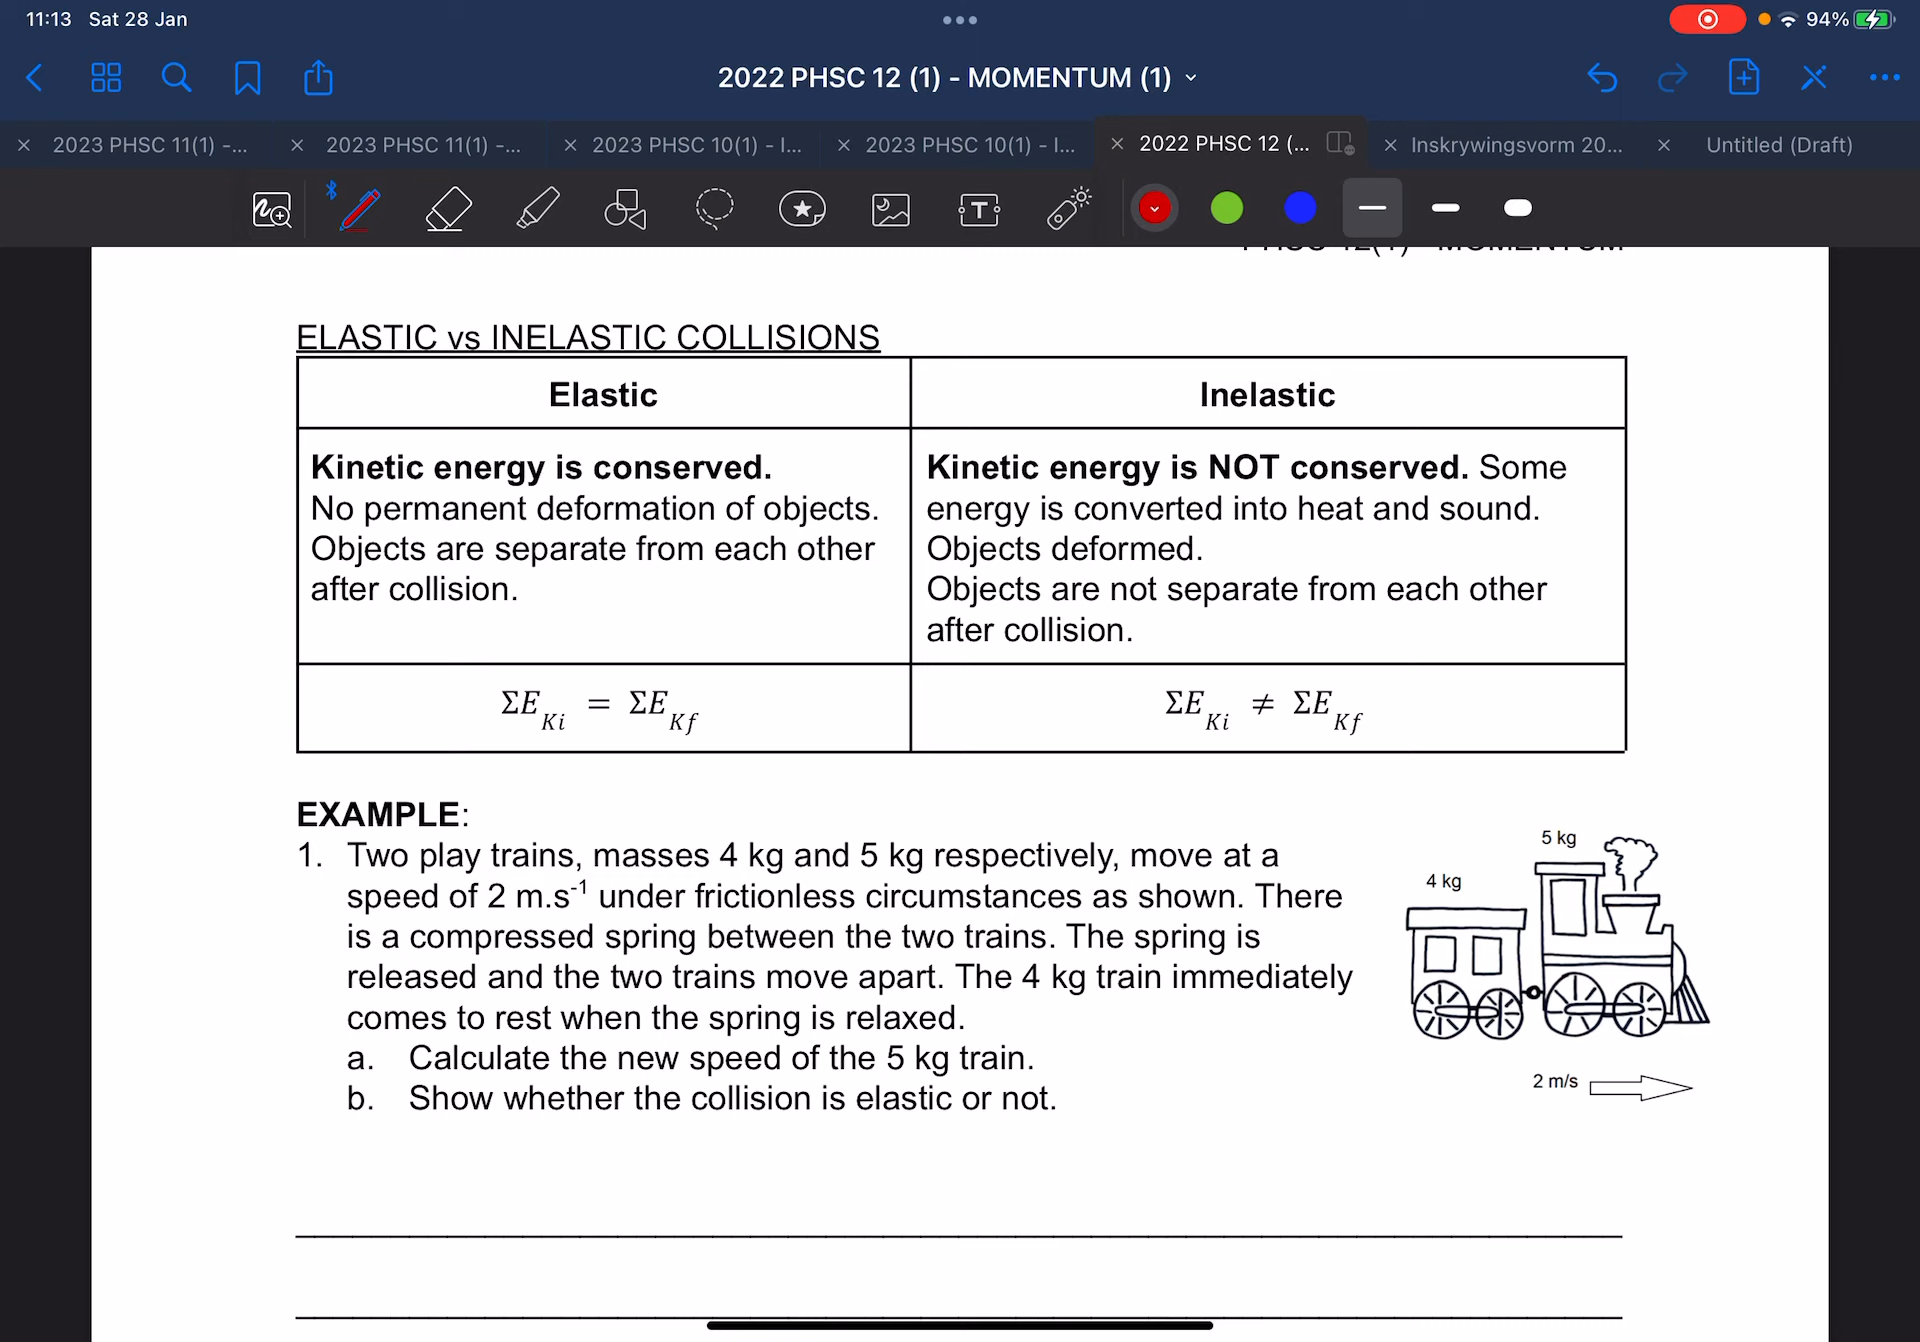 11:13 Sat 28 Jan
94%
2022 PHSC 12 (1) - MOMENTUM (1)
2023 PHSC 11(1) -...
2023 PHSC 11(1) -...
2023 PHSC 10(1) - I...
2023 PHSC 10(1) - I...
2022 PHSC 12 (...
Inskrywingsvorm 20...
Untitled (Draft)
PHSC 12(1) - MOMENTUM
ELASTIC vs INELASTIC COLLISIONS
Elastic
Inelastic
Kinetic energy is conserved.
No permanent deformation of objects.
Objects are separate from each other
after collision.
Kinetic energy is NOT conserved. Some
energy is converted into heat and sound.
Objects deformed.
Objects are not separate from each other
after collision.
ΣE_Ki = ΣE_Kf
ΣE_Ki ≠ ΣE_Kf
EXAMPLE:
1. Two play trains, masses 4 kg and 5 kg respectively, move at a
speed of 2 m.s⁻¹ under frictionless circumstances as shown. There
is a compressed spring between the two trains. The spring is
released and the two trains move apart. The 4 kg train immediately
comes to rest when the spring is relaxed.
a. Calculate the new speed of the 5 kg train.
b. Show whether the collision is elastic or not.
5 kg
4 kg
2 m/s